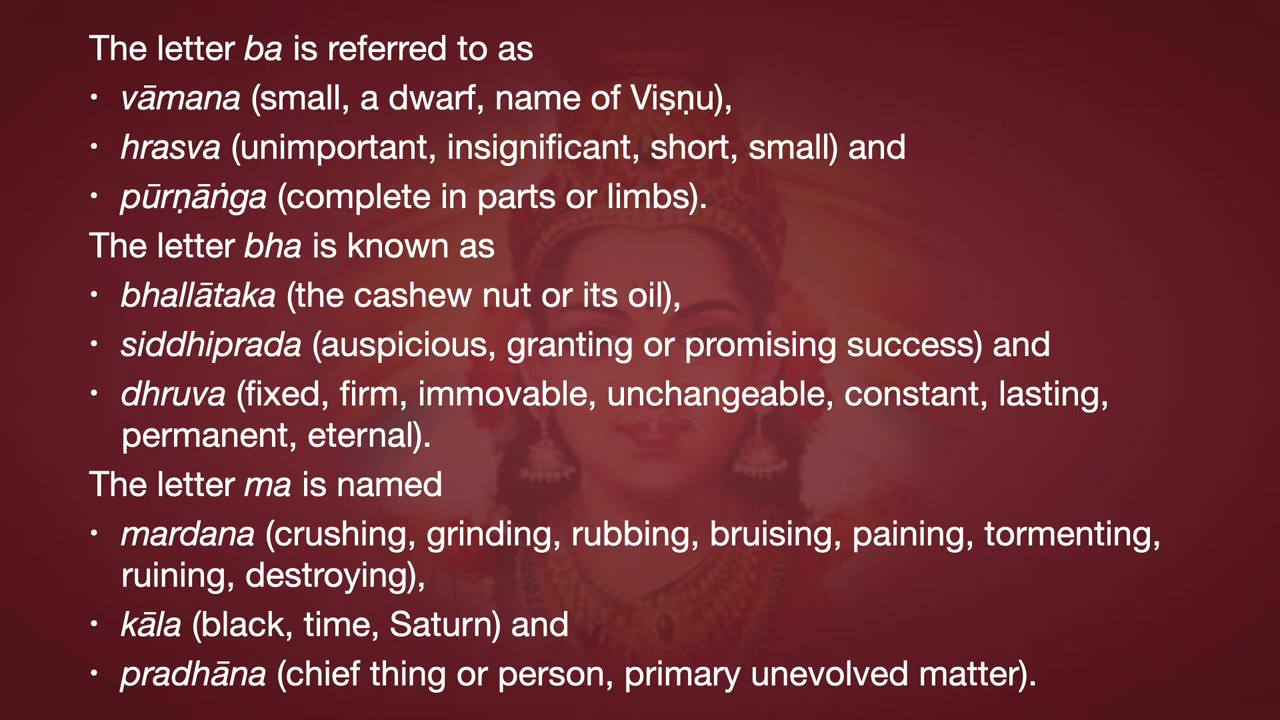 The letter ba is referred to as
• vāmana (small, a dwarf, name of Viṣṇu),
• hrasva (unimportant, insignificant, short, small) and
• pūrṇāṅga (complete in parts or limbs).
The letter bha is known as
• bhallātaka (the cashew nut or its oil),
• siddhiprada (auspicious, granting or promising success) and
• dhruva (fixed, firm, immovable, unchangeable, constant, lasting,
permanent, eternal).
The letter ma is named
• mardana (crushing, grinding, rubbing, bruising, paining, tormenting,
ruining, destroying),
• kāla (black, time, Saturn) and
• pradhāna (chief thing or person, primary unevolved matter).